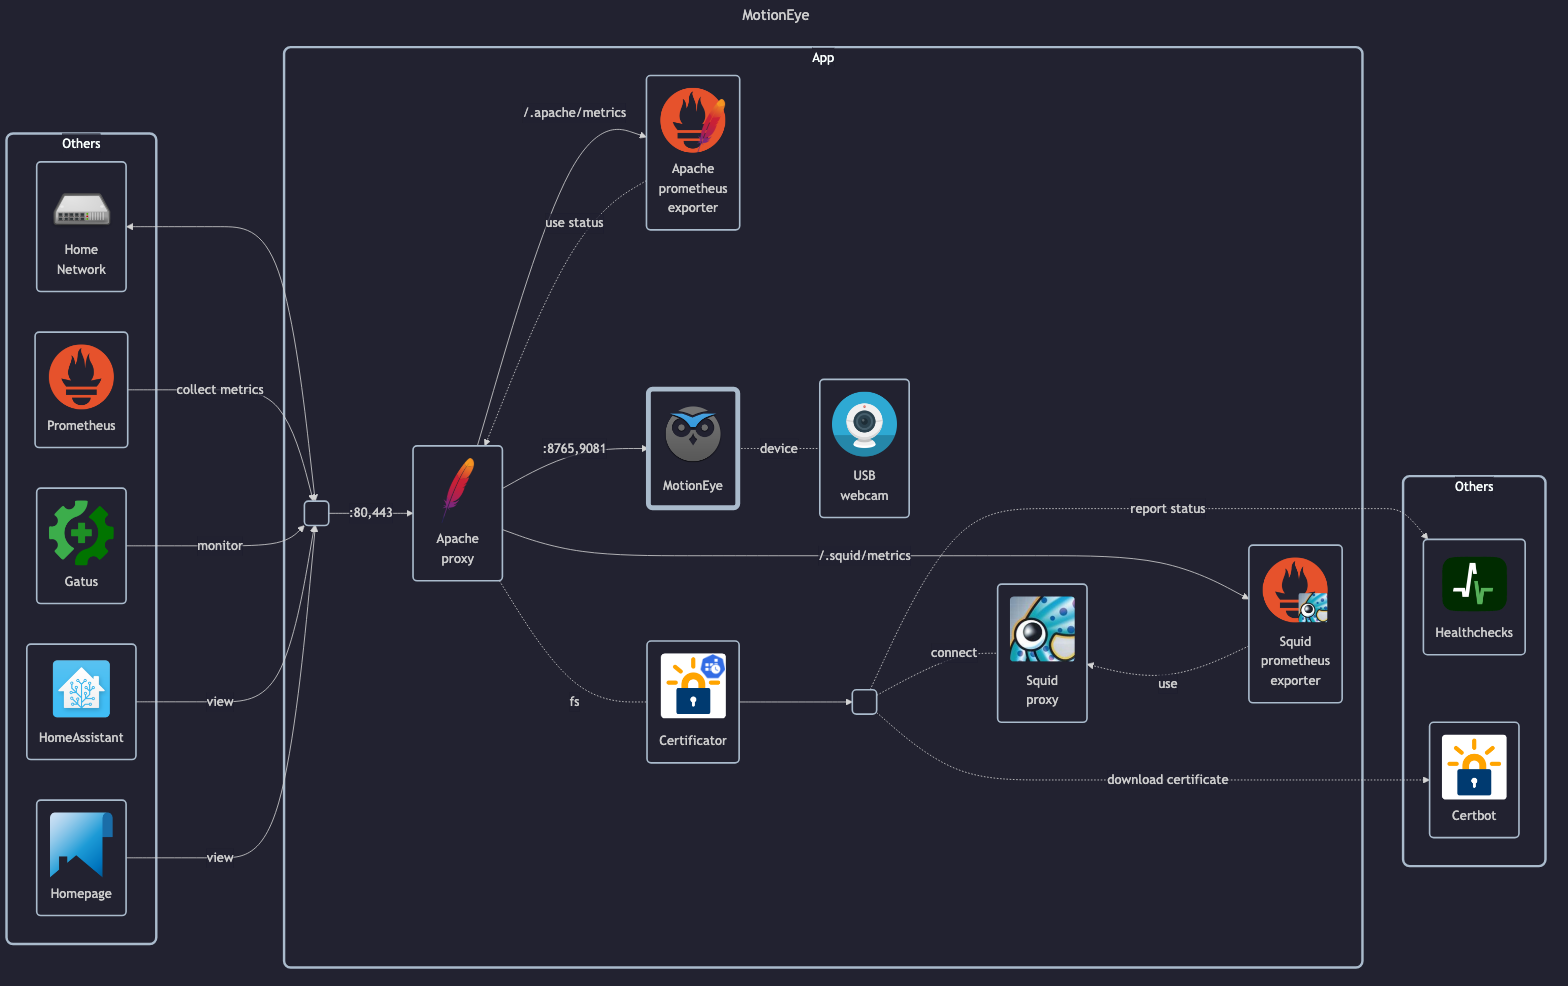 MotionEye
App
Others
Home
Network
Prometheus
Gatus
HomeAssistant
Homepage
collect metrics
monitor
view
view
:80,443
Apache
proxy
/.apache/metrics
use status
Apache
prometheus
exporter
:8765,9081
MotionEye
device
USB
webcam
/.squid/metrics
fs
Certificator
report status
connect
Squid
proxy
use
Squid
prometheus
exporter
download certificate
Others
Healthchecks
Certbot